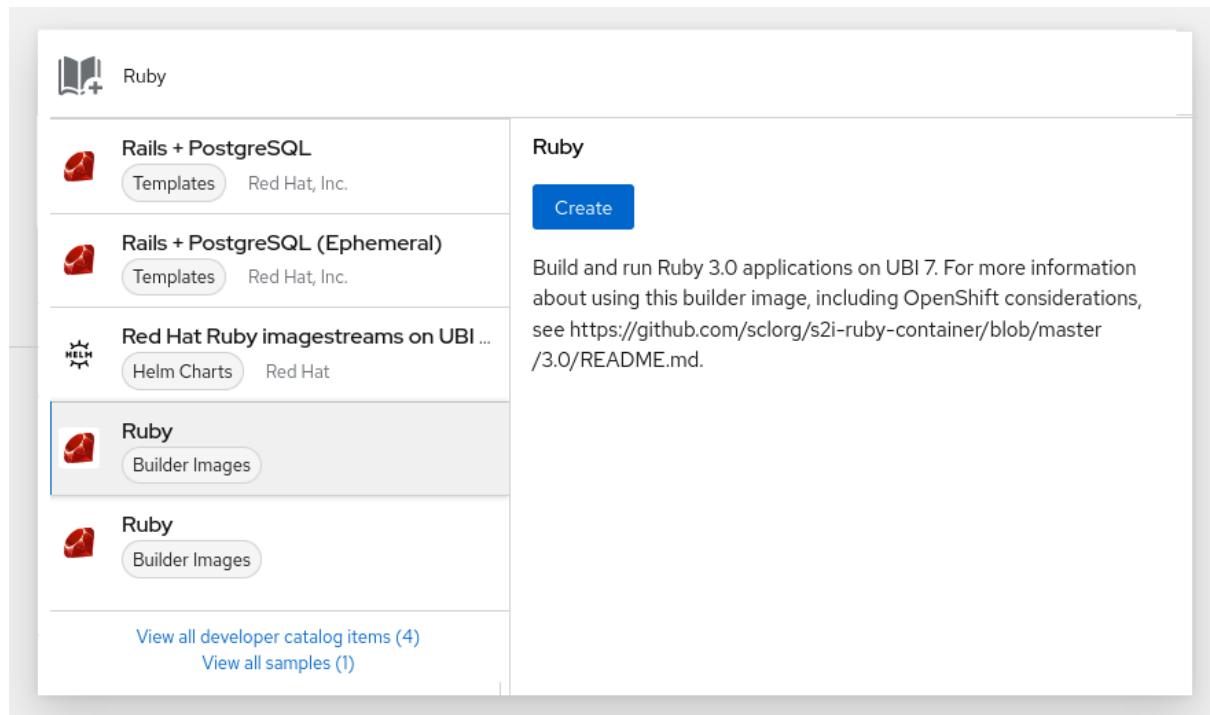 Ruby
Rails + PostgreSQL
Templates Red Hat, Inc.
Rails + PostgreSQL (Ephemeral)
Templates Red Hat, Inc.
HELM
Red Hat Ruby imagestreams on UBI ...
Helm Charts Red Hat
Ruby
Builder Images
Ruby
Builder Images
View all developer catalog items (4)
View all samples (1)
Ruby
Create
Build and run Ruby 3.0 applications on UBI 7. For more information
about using this builder image, including OpenShift considerations,
see https://github.com/sclorg/s2i-ruby-container/blob/master
/3.0/README.md.